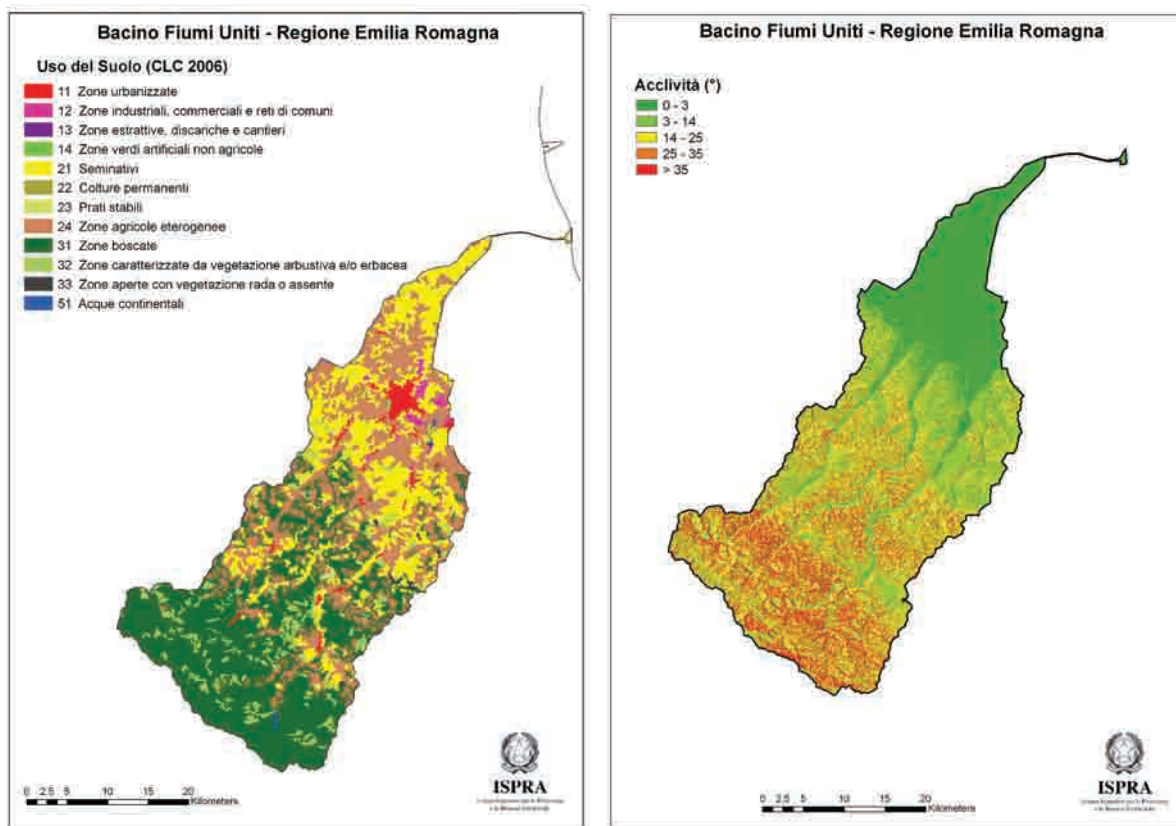 Bacino Fiumi Uniti - Regione Emilia Romagna
Uso del Suolo (CLC 2006)
11 Zone urbanizzate
12 Zone industriali, commerciali e reti di comuni
13 Zone estrattive, discariche e cantieri
14 Zone verdi artificiali non agricole
21 Seminativi
22 Colture permanenti
23 Prati stabili
24 Zone agricole eterogenee
31 Zone boscate
32 Zone caratterizzate da vegetazione arbustiva e/o erbacea
33 Zone aperte con vegetazione rada o assente
51 Acque continentali
0 2.5 5 10 15 20
Kilometers
ISPRA
Bacino Fiumi Uniti - Regione Emilia Romagna
Acclività (°)
0 - 3
3 - 14
14 - 25
25 - 35
> 35
0 2.5 5 10 15 20
Kilometers
ISPRA